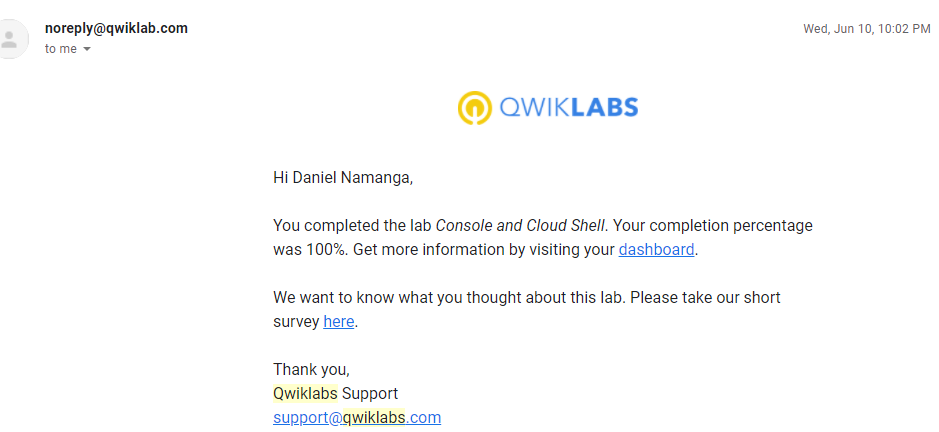 noreply@qwiklab.com
Wed, Jun 10, 10:02 PM
to me
QWIKLABS
Hi Daniel Namanga,
You completed the lab Console and Cloud Shell. Your completion percentage
was 100%. Get more information by visiting your dashboard.
We want to know what you thought about this lab. Please take our short
survey here.
Thank you,
Qwiklabs Support
support@qwiklabs.com